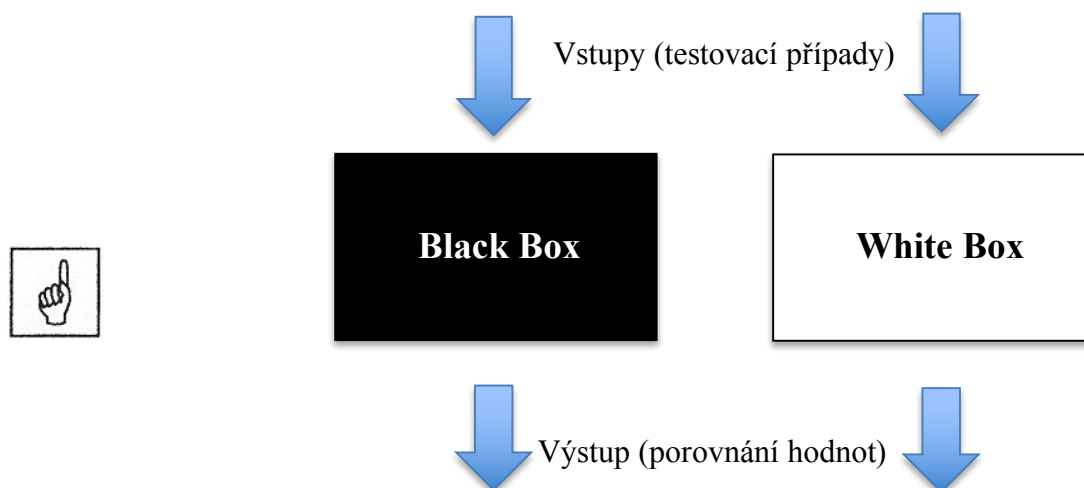 Vstupy (testovací případy)
Black Box
White Box
Výstup (porovnání hodnot)